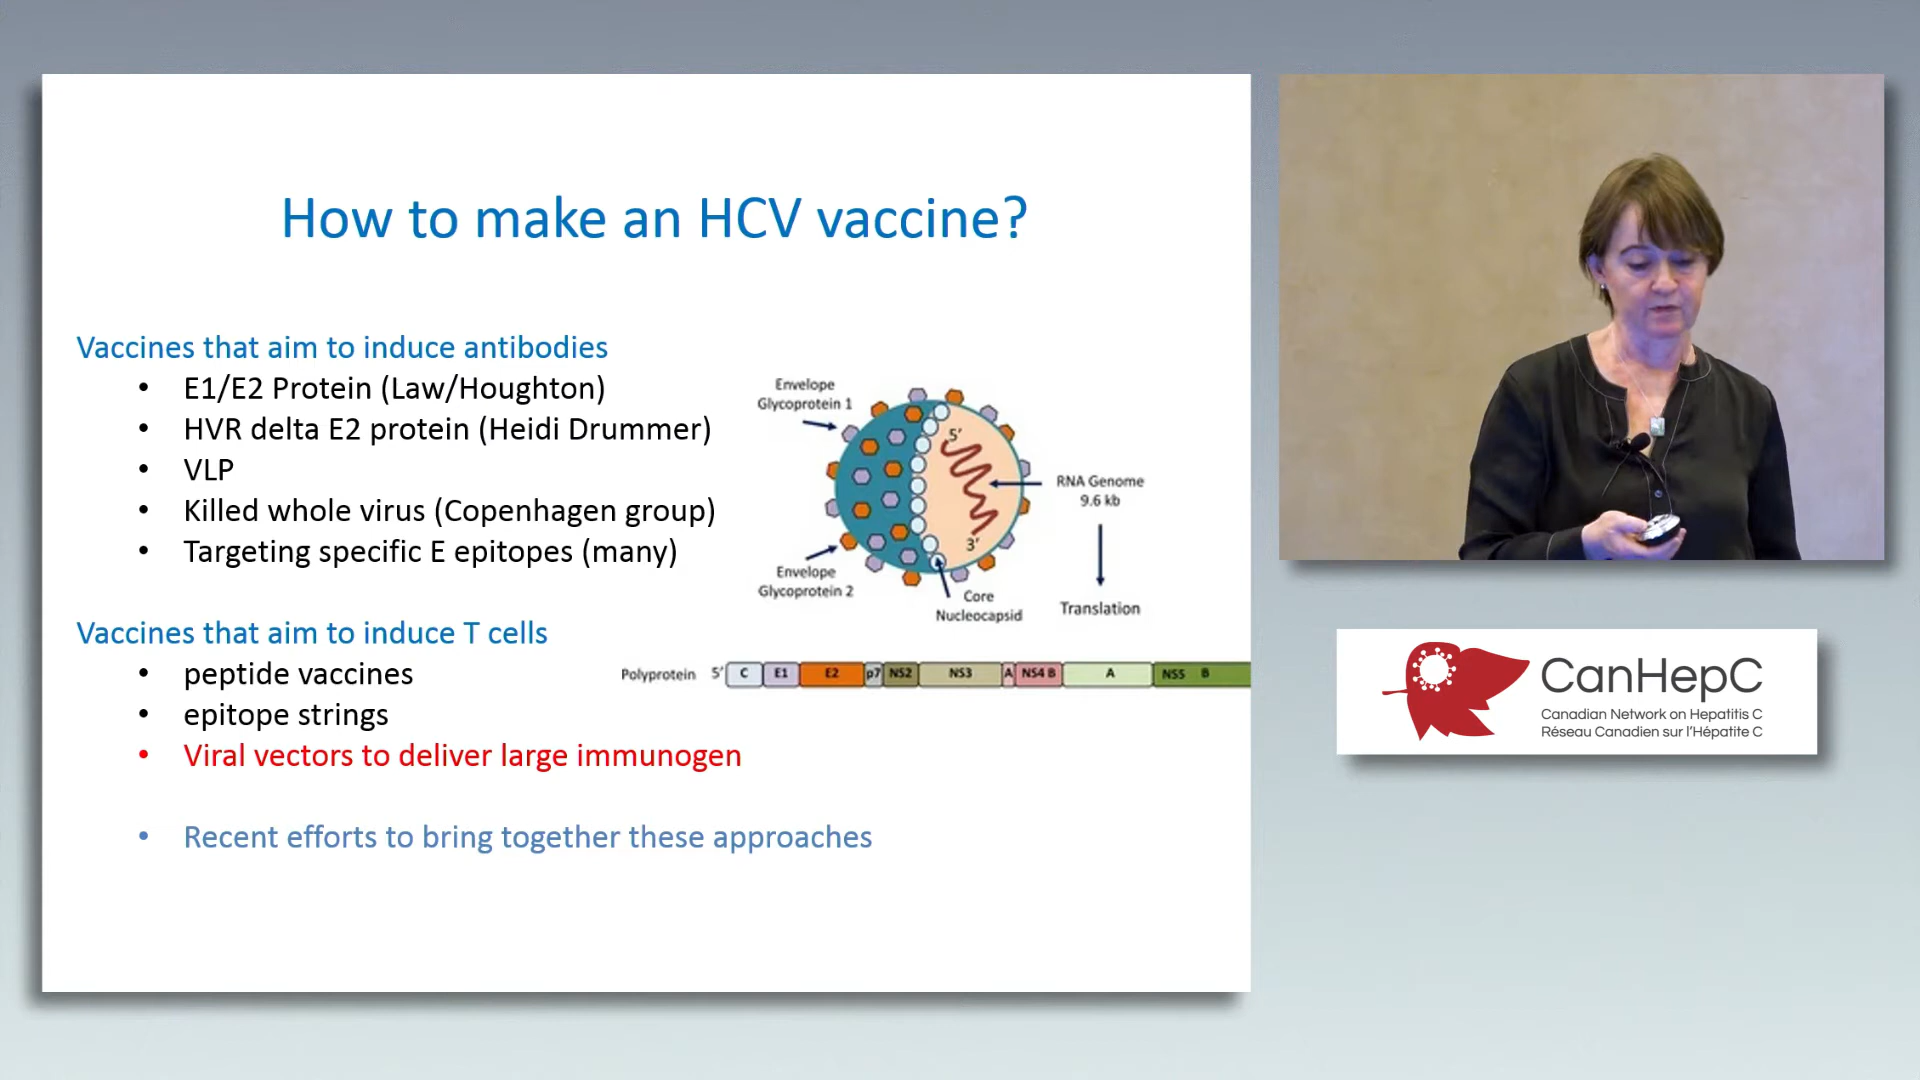 How to make an HCV vaccine?
Vaccines that aim to induce antibodies
• E1/E2 Protein (Law/Houghton)
• HVR delta E2 protein (Heidi Drummer)
• VLP
• Killed whole virus (Copenhagen group)
• Targeting specific E epitopes (many)
Vaccines that aim to induce T cells
• peptide vaccines
• epitope strings
• Viral vectors to deliver large immunogen
• Recent efforts to bring together these approaches
Envelope
Glycoprotein 1
5′
RNA Genome
9.6 kb
3′
Envelope
Glycoprotein 2
Core
Nucleocapsid
Translation
Polyprotein 5′ C E1 E2 p7 NS2 NS3 A NS4 B A NS5 B
CanHepC
Canadian Network on Hepatitis C
Réseau Canadien sur l'Hépatite C